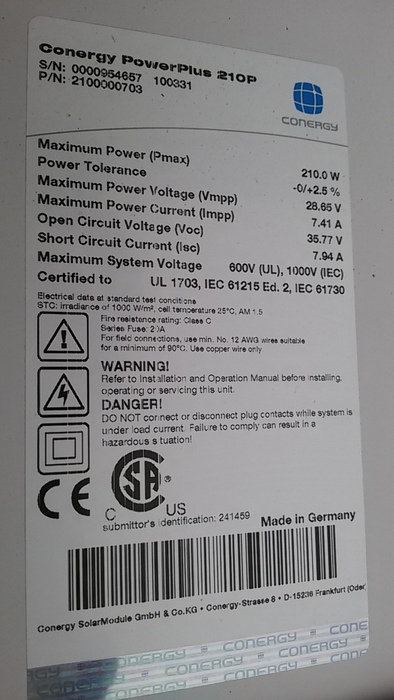 Conergy PowerPlus 210P
S/N: 0000954657 100331
P/N: 2100000703
CONERGY
Maximum Power (Pmax) 210.0 W
Power Tolerance -0/+2.5 %
Maximum Power Voltage (Vmpp) 28.65 V
Maximum Power Current (Impp) 7.41 A
Open Circuit Voltage (Voc) 35.77 V
Short Circuit Current (Isc) 7.94 A
Maximum System Voltage 600V (UL), 1000V (IEC)
Certified to UL 1703, IEC 61215 Ed. 2, IEC 61730
Electrical data at standard test conditions
STC: irradiance of 1000 W/m², cell temperature 25°C, AM 1.5
Fire resistance rating: Class C
Series Fuse: 20A
For field connections, use min. No. 12 AWG wires suitable
for a minimum of 90°C. Use copper wire only
WARNING!
Refer to Installation and Operation Manual before installing,
operating or servicing this unit.
DANGER!
DO NOT connect or disconnect plug contacts while system is
under load current. Failure to comply can result in a
hazardous situation!
CE
SA ®
C US
submittor's identification: 241459 Made in Germany
Conergy SolarModule GmbH & Co.KG • Conergy-Strasse 8 • D-15236 Frankfurt (Oder)
CONERGY CONERGY CONE
CONERGY CONERGY CONERGY
CONERGY CONERGY CONE